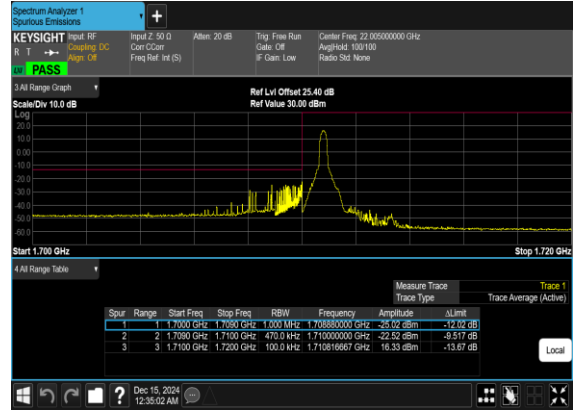 Spectrum Analyzer 1
Spurious Emissions
KEYSIGHT Input: RF Input Z: 50 Ω Atten: 20 dB Trig: Free Run Center Freq: 22.005000000 GHz
R T Coupling: DC Corr CCorr Gate: Off Avg|Hold: 100/100
Align: Off Freq Ref: Int (S) IF Gain: Low Radio Std: None
PASS
3 All Range Graph
Ref Lvl Offset 25.40 dB
Scale/Div 10.0 dB Ref Value 30.00 dBm
Log
20.0
10.0
0.00
-10.0
-20.0
-30.0
-40.0
-50.0
-60.0
Start 1.700 GHz Stop 1.720 GHz
4 All Range Table
Measure Trace Trace 1
Trace Type Trace Average (Active)
Spur Range Start Freq Stop Freq RBW Frequency Amplitude ΔLimit
1 1 1.7000 GHz 1.7090 GHz 1.000 MHz 1.708880000 GHz -25.02 dBm -12.02 dB
2 2 1.7090 GHz 1.7100 GHz 470.0 kHz 1.710000000 GHz -22.52 dBm -9.517 dB
3 3 1.7100 GHz 1.7200 GHz 100.0 kHz 1.710816667 GHz 16.33 dBm -13.67 dB
Local
Dec 15, 2024
12:35:02 AM